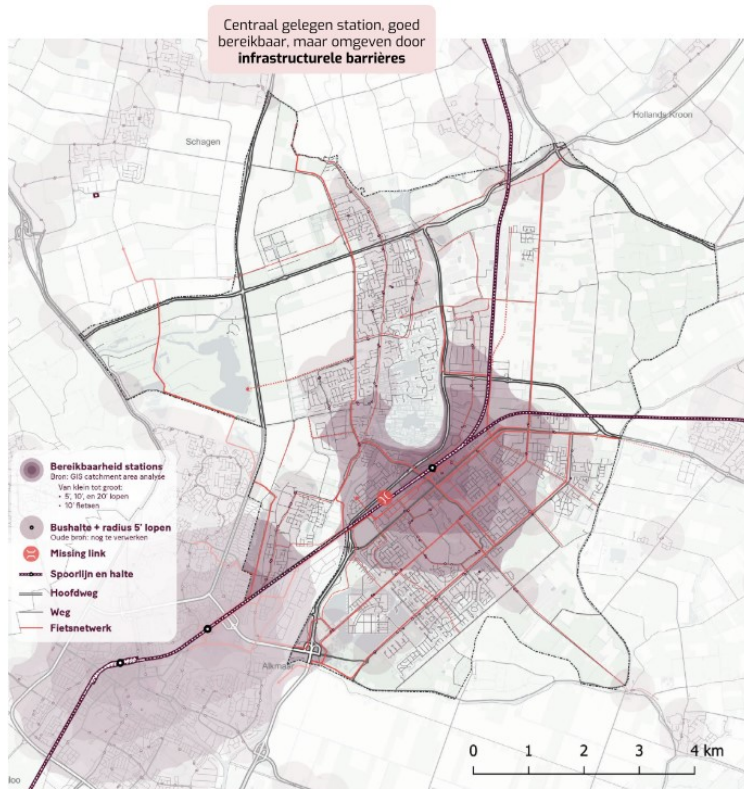 Centraal gelegen station, goed
bereikbaar, maar omgeven door
infrastructurele barrières
Hollands Kroon
Schagen
Bereikbaarheid stations
Bron: GIS catchment area analyse
Van klein tot groot:
• 5', 10', en 20' lopen
• 10' fietsen
Bushalte + radius 5' lopen
Oude bron: nog te verwerken
Missing link
Spoorlijn en halte
Hoofdweg
Weg
Fietsnetwerk
Alkmaar
0 1 2 3 4 km
loo